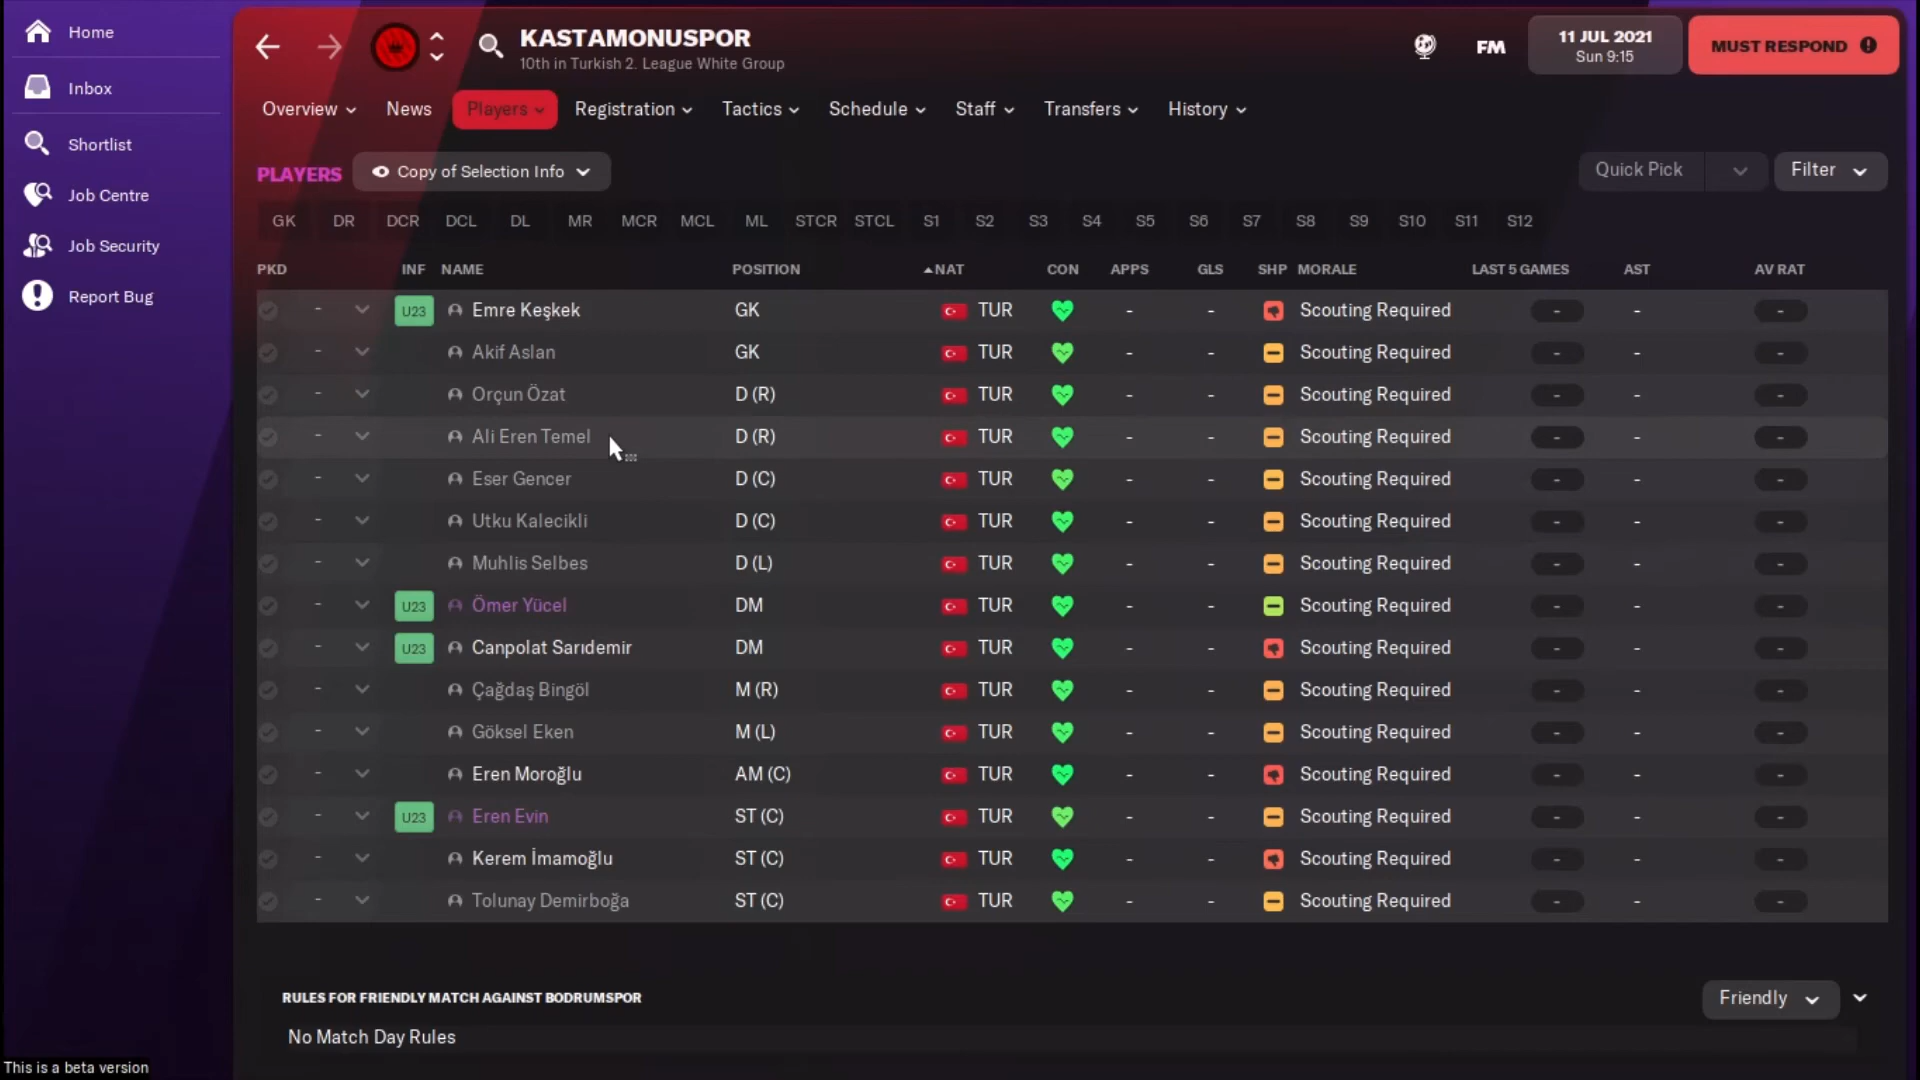 Home
Inbox
Shortlist
Job Centre
Job Security
Report Bug
KASTAMONUSPOR
10th in Turkish 2. League White Group
FM
11 JUL 2021
Sun 9:15
MUST RESPOND
Overview News Players Registration Tactics Schedule Staff Transfers History
PLAYERS Copy of Selection Info Quick Pick Filter
GK DR DCR DCL DL MR MCR MCL ML STCR STCL S1 S2 S3 S4 S5 S6 S7 S8 S9 S10 S11 S12
PKD INF NAME POSITION NAT CON APPS GLS SHP MORALE LAST 5 GAMES AST AV RAT
- U23 Emre Keşkek GK TUR - - Scouting Required - - -
- Akif Aslan GK TUR - - Scouting Required - - -
- Orçun Özat D (R) TUR - - Scouting Required - - -
- Ali Eren Temel D (R) TUR - - Scouting Required - - -
- Eser Gencer D (C) TUR - - Scouting Required - - -
- Utku Kalecikli D (C) TUR - - Scouting Required - - -
- Muhlis Selbes D (L) TUR - - Scouting Required - - -
- U23 Ömer Yücel DM TUR - - Scouting Required - - -
- U23 Canpolat Sarıdemir DM TUR - - Scouting Required - - -
- Çağdaş Bingöl M (R) TUR - - Scouting Required - - -
- Göksel Eken M (L) TUR - - Scouting Required - - -
- Eren Moroğlu AM (C) TUR - - Scouting Required - - -
- U23 Eren Evin ST (C) TUR - - Scouting Required - - -
- Kerem İmamoğlu ST (C) TUR - - Scouting Required - - -
- Tolunay Demirboğa ST (C) TUR - - Scouting Required - - -
RULES FOR FRIENDLY MATCH AGAINST BODRUMSPOR
Friendly
No Match Day Rules
This is a beta version